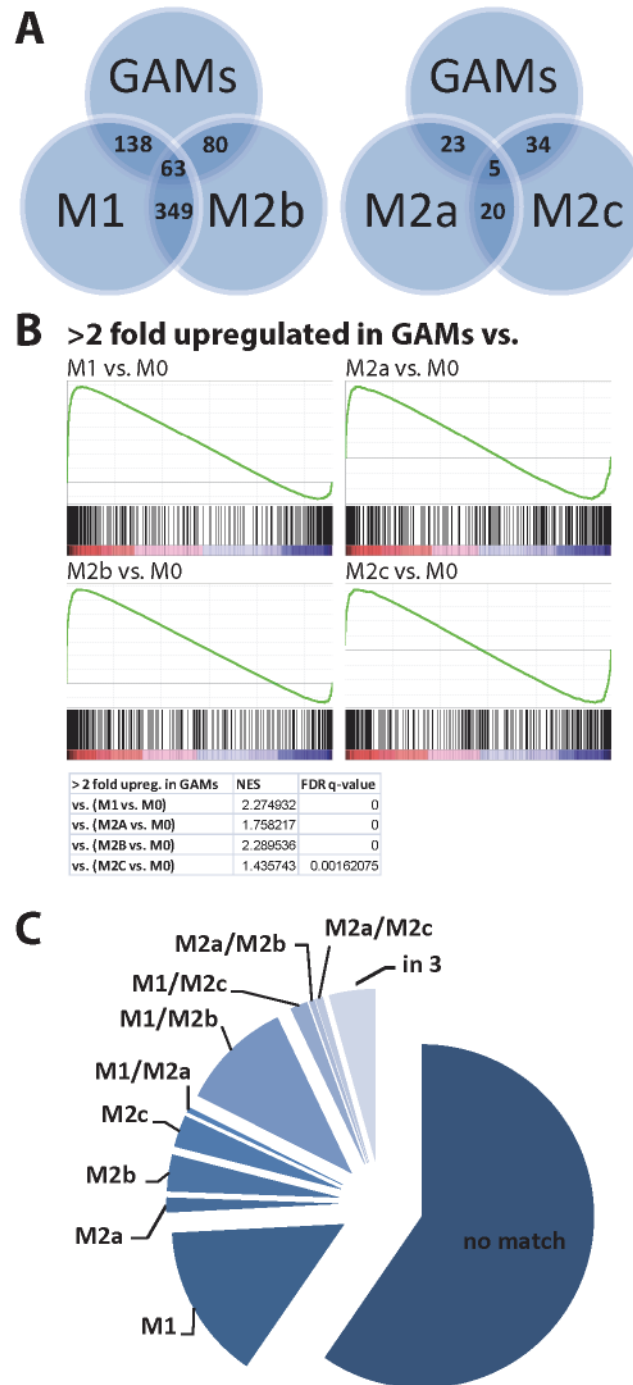 A
GAMs GAMs
138 80 23 34
63 5
M1 349 M2b M2a 20 M2c
B >2 fold upregulated in GAMs vs.
M1 vs. M0 M2a vs. M0
M2b vs. M0 M2c vs. M0
> 2 fold upreg. in GAMs NES FDR q-value
vs. (M1 vs. M0) 2.274932 0
vs. (M2A vs. M0) 1.758217 0
vs. (M2B vs. M0) 2.289536 0
vs. (M2C vs. M0) 1.435743 0.00162075
C
M2a/M2c
M2a/M2b
in 3
M1/M2c
M1/M2b
M1/M2a
M2c
M2b
M2a
no match
M1